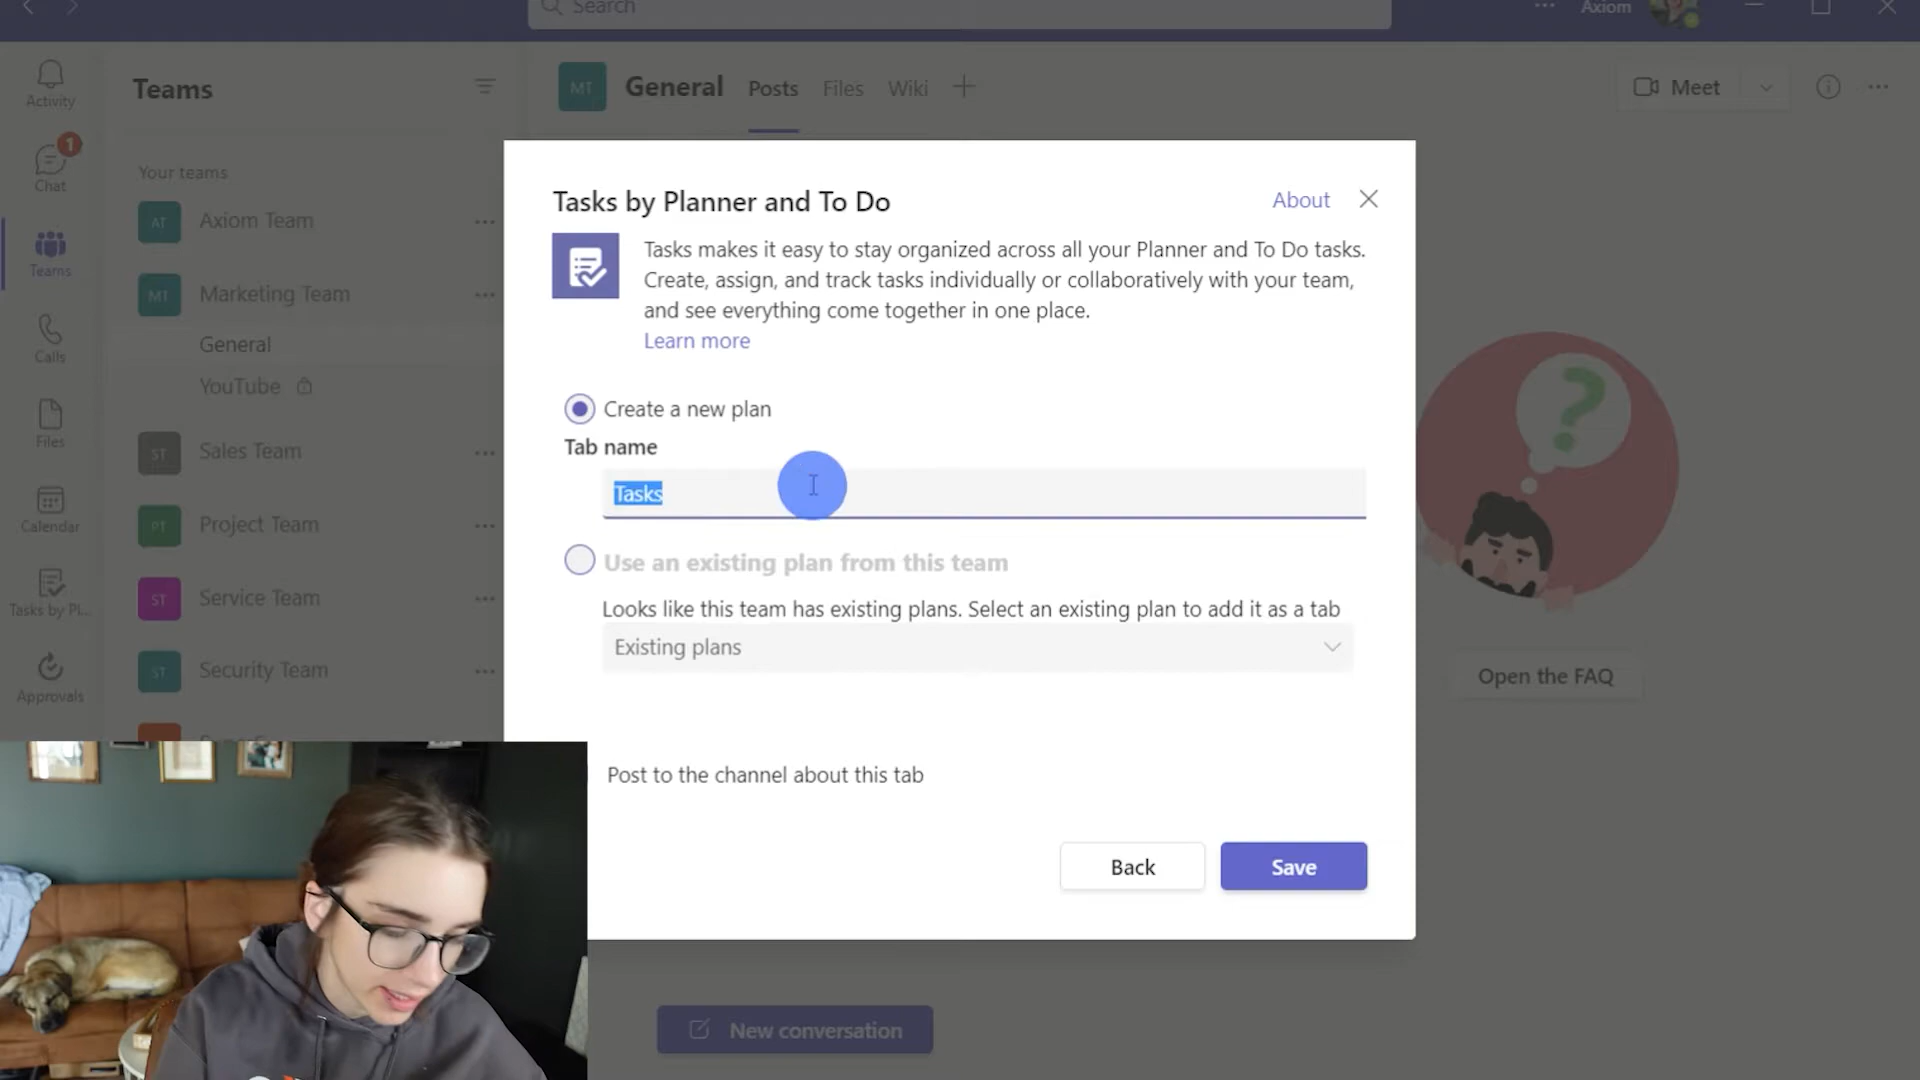 Search
Axiom
Activity
1
Chat
Teams
Calls
Files
Calendar
Tasks by Pl...
Approvals
Teams
Your teams
AT Axiom Team
MT Marketing Team
General
YouTube
ST Sales Team
PT Project Team
ST Service Team
ST Security Team
MT General Posts Files Wiki
Meet
Tasks by Planner and To Do
About
Tasks makes it easy to stay organized across all your Planner and To Do tasks.
Create, assign, and track tasks individually or collaboratively with your team,
and see everything come together in one place.
Learn more
Create a new plan
Tab name
Tasks
Use an existing plan from this team
Looks like this team has existing plans. Select an existing plan to add it as a tab
Existing plans
Post to the channel about this tab
Back
Save
?
Open the FAQ
New conversation